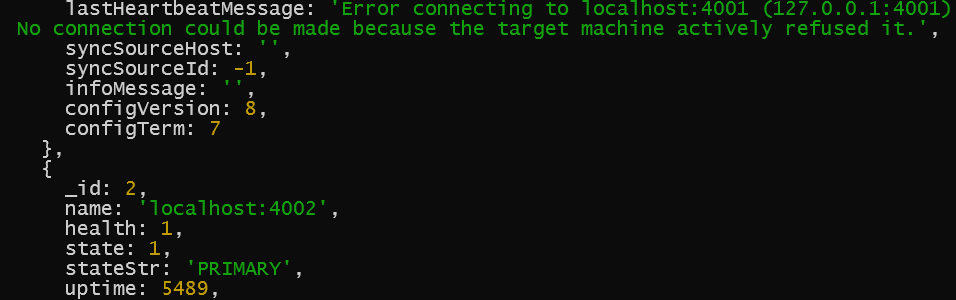 lastHeartbeatMessage: 'Error connecting to localhost:4001 (127.0.0.1:4001)
No connection could be made because the target machine actively refused it.',
syncSourceHost: '',
syncSourceId: -1,
infoMessage: '',
configVersion: 8,
configTerm: 7
},
{
_id: 2,
name: 'localhost:4002',
health: 1,
state: 1,
stateStr: 'PRIMARY',
uptime: 5489,